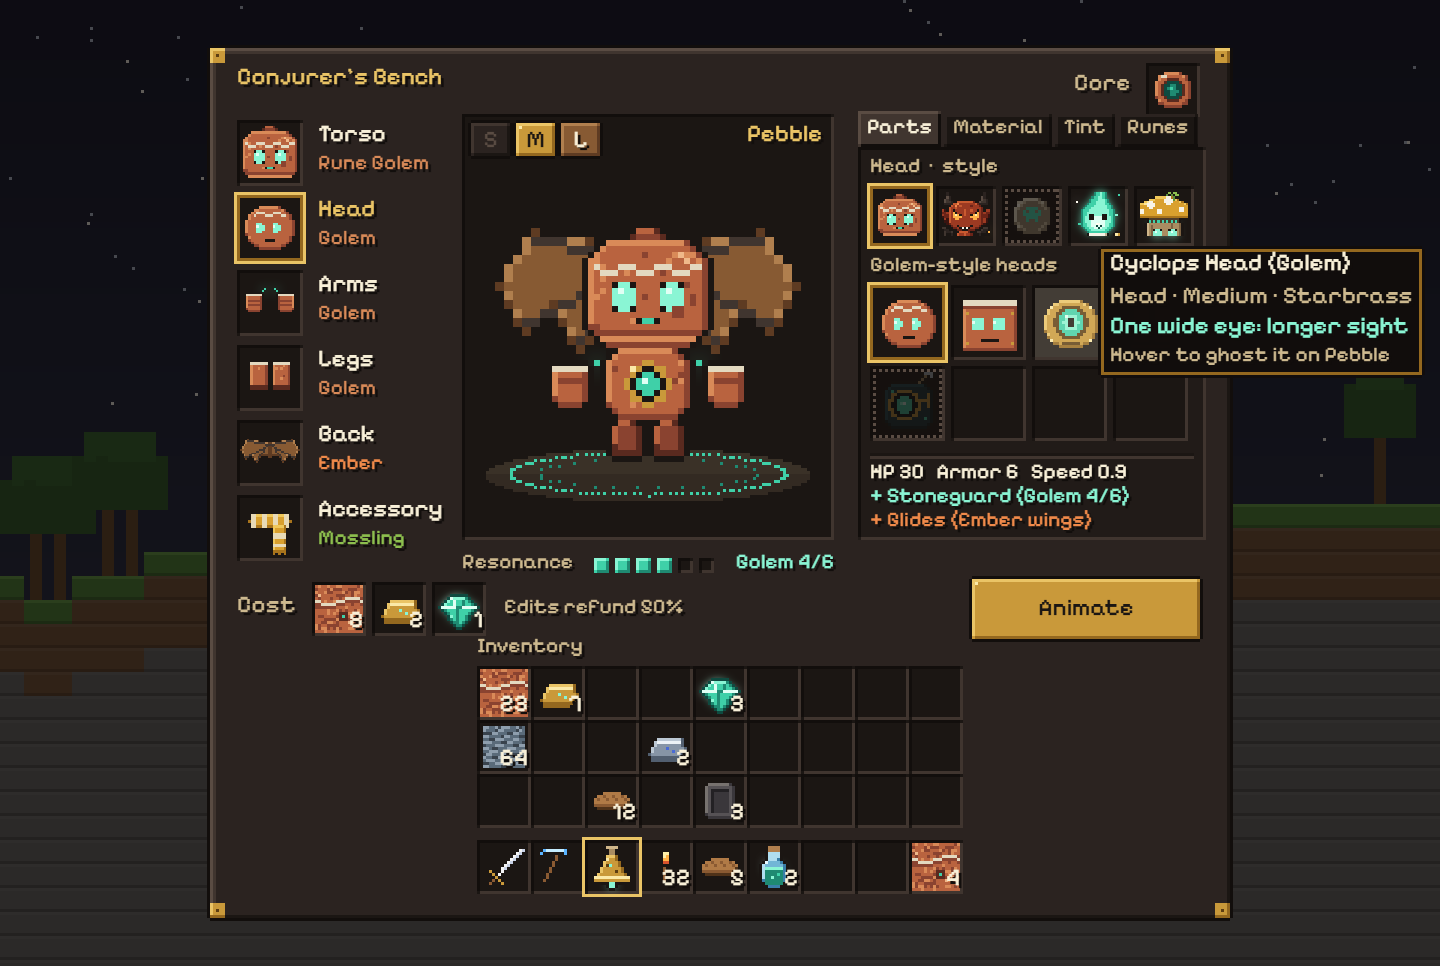 Conjurer's Bench
Core
Torso
Rune Golem
Head
Golem
Arms
Golem
Legs
Golem
Back
Ember
Accessory
Mossling
S M L
Pebble
Parts Material Tint Runes
Head · style
Golem-style heads
Cyclops Head (Golem)
Head · Medium · Starbrass
One wide eye: longer sight
Hover to ghost it on Pebble
HP 30 Armor 6 Speed 0.9
+ Stoneguard (Golem 4/6)
+ Glides (Ember wings)
Resonance
Golem 4/6
Cost
8
2
1
Edits refund 80%
Animate
Inventory
28 1 3
64 2
12 3
32 5 2 4